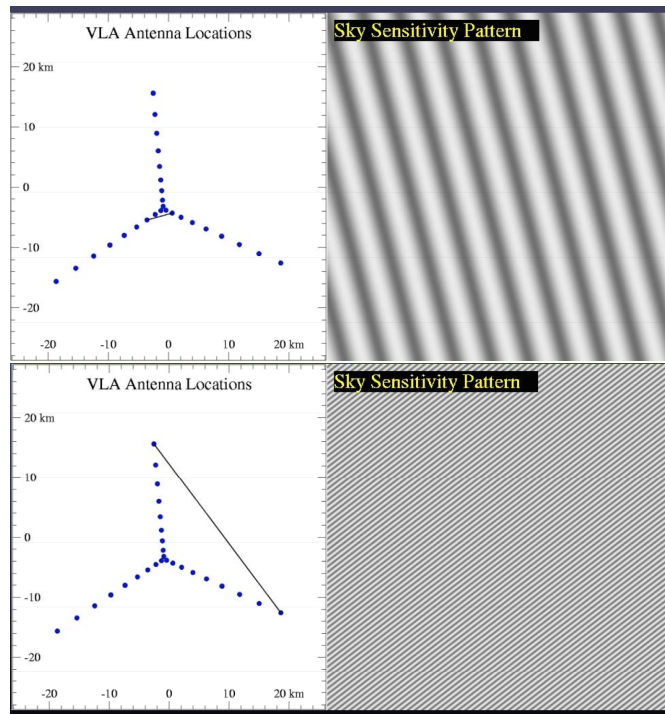 VLA Antenna Locations
Sky Sensitivity Pattern
20 km
10
0
-10
-20
-20 -10 0 10 20 km
VLA Antenna Locations
Sky Sensitivity Pattern
20 km
10
0
-10
-20
-20 -10 0 10 20 km